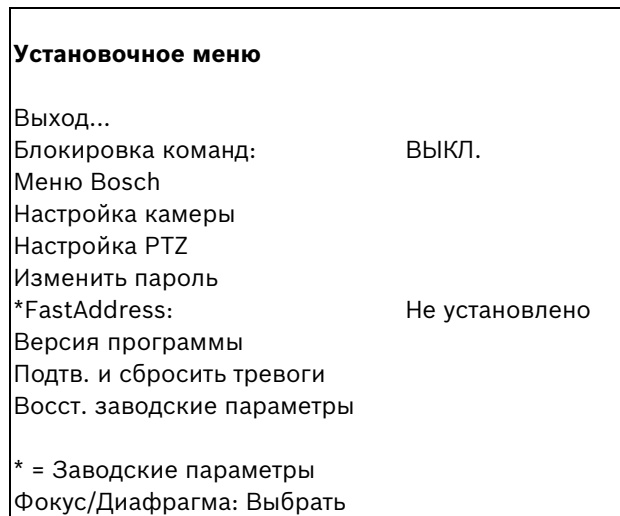 Установочное меню
Выход...
Блокировка команд: ВЫКЛ.
Меню Bosch
Настройка камеры
Настройка PTZ
Изменить пароль
*FastAddress: Не установлено
Версия программы
Подтв. и сбросить тревоги
Восст. заводские параметры
* = Заводские параметры
Фокус/Диафрагма: Выбрать